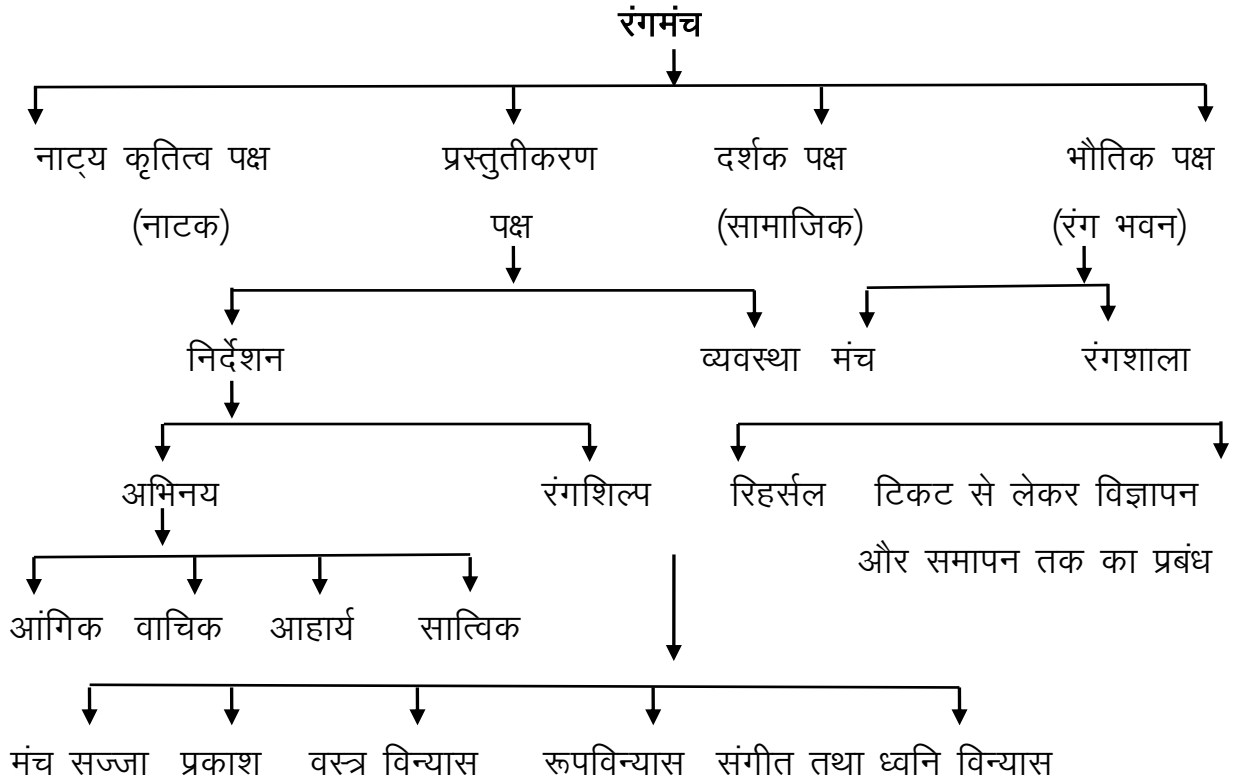 रंगमंच
नाट्य कृतित्व पक्ष प्रस्तुतीकरण दर्शक पक्ष भौतिक पक्ष
(नाटक) पक्ष (सामाजिक) (रंग भवन)
निर्देशन व्यवस्था मंच रंगशाला
अभिनय रंगशिल्प रिहर्सल टिकट से लेकर विज्ञापन
और समापन तक का प्रबंध
आंगिक वाचिक आहार्य सात्विक
मंच सज्जा प्रकाश वस्त्र विन्यास रूपविन्यास संगीत तथा ध्वनि विन्यास